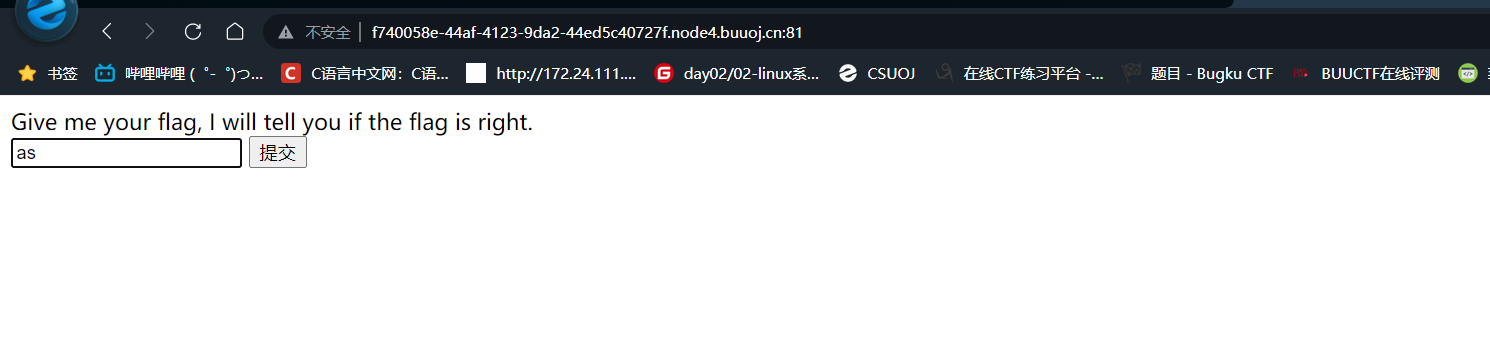 不安全 f740058e-44af-4123-9da2-44ed5c40727f.node4.buuoj.cn:81
书签 哔哩哔哩 (゜-゜)つ... C语言中文网：C语... http://172.24.111.... day02/02-linux系... CSUOJ 在线CTF练习平台 -... 题目 - Bugku CTF BUUCTF在线评测
Give me your flag, I will tell you if the flag is right.
as 提交